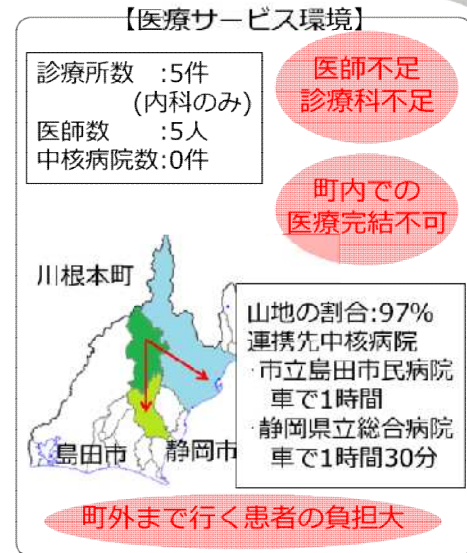 【医療サービス環境】
診療所数　:5件
(内科のみ)
医師数　:5人
中核病院数:0件
医師不足
診療科不足
町内での
医療完結不可
川根本町
島田市
静岡市
山地の割合:97%
連携先中核病院
·市立島田市民病院
車で1時間
·静岡県立総合病院
車で1時間30分
町外まで行く患者の負担大